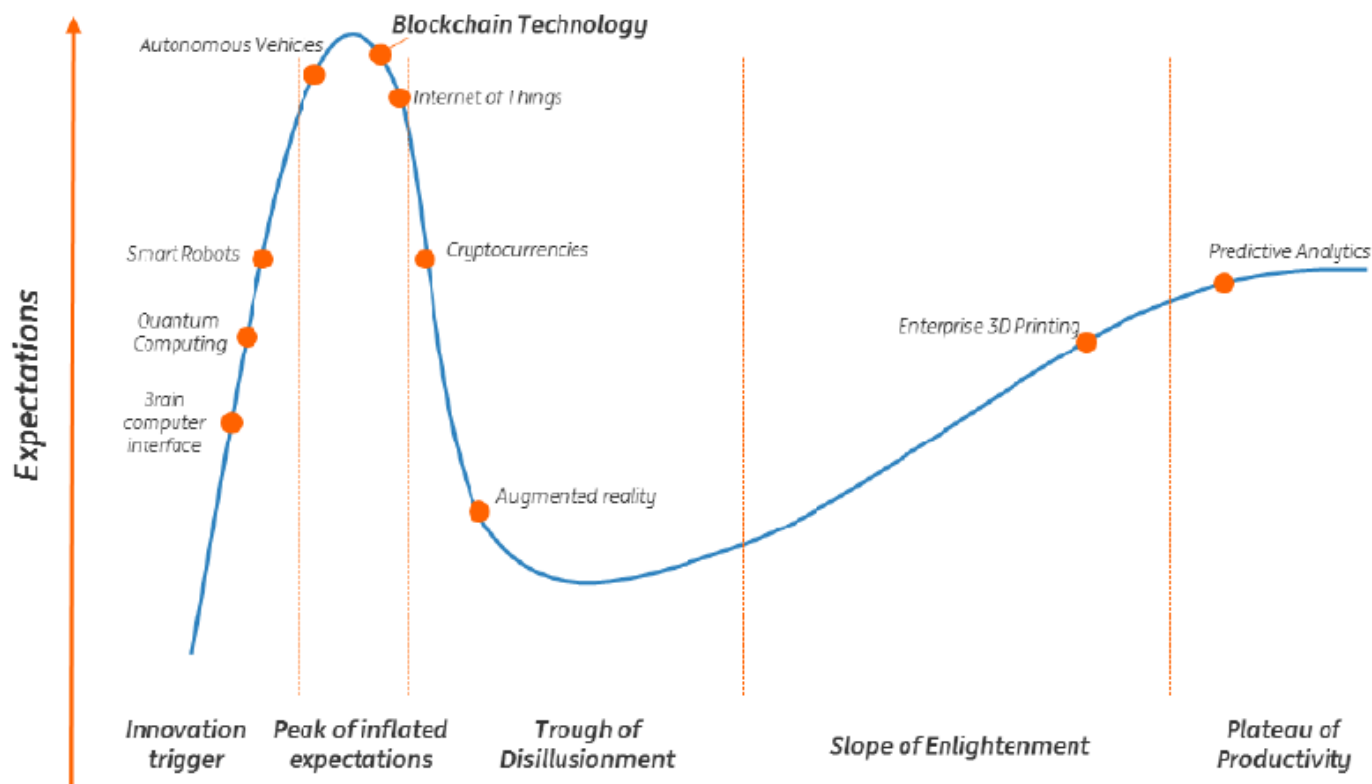 Blockchain Technology
Autonomous Vehicles
Internet of Things
Smart Robots
Cryptocurrencies
Predictive Analytics
Quantum
Computing
Enterprise 3D Printing
Brain
computer
interface
Augmented reality
Expectations
Innovation
trigger
Peak of inflated
expectations
Trough of
Disillusionment
Slope of Enlightenment
Plateau of
Productivity